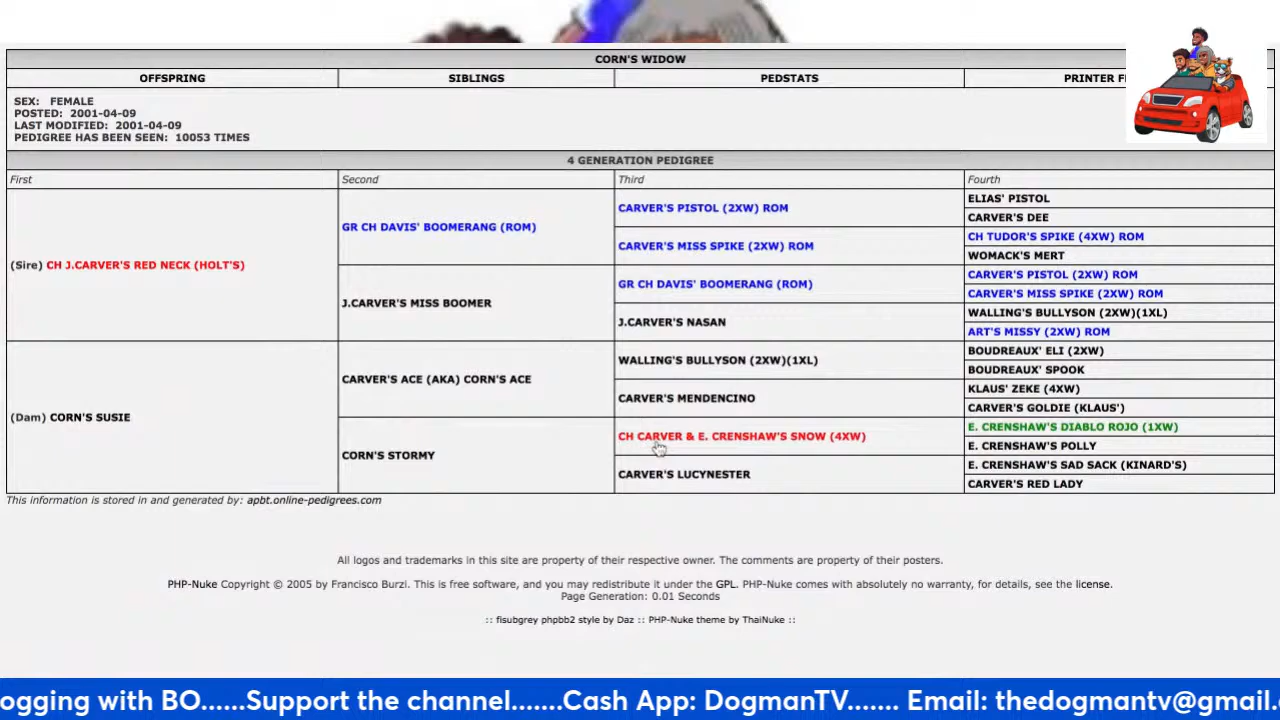 CORN'S WIDOW
OFFSPRING SIBLINGS PEDSTATS PRINTER
SEX: FEMALE
POSTED: 2001-04-09
LAST MODIFIED: 2001-04-09
PEDIGREE HAS BEEN SEEN: 10053 TIMES
4 GENERATION PEDIGREE
First Second Third Fourth
(Sire) CH J.CARVER'S RED NECK (HOLT'S)
GR CH DAVIS' BOOMERANG (ROM)
CARVER'S PISTOL (2XW) ROM
ELIAS' PISTOL
CARVER'S DEE
CARVER'S MISS SPIKE (2XW) ROM
CH TUDOR'S SPIKE (4XW) ROM
WOMACK'S MERT
J.CARVER'S MISS BOOMER
GR CH DAVIS' BOOMERANG (ROM)
CARVER'S PISTOL (2XW) ROM
CARVER'S MISS SPIKE (2XW) ROM
J.CARVER'S NASAN
WALLING'S BULLYSON (2XW)(1XL)
ART'S MISSY (2XW) ROM
(Dam) CORN'S SUSIE
CARVER'S ACE (AKA) CORN'S ACE
WALLING'S BULLYSON (2XW)(1XL)
BOUDREAUX' ELI (2XW)
BOUDREAUX' SPOOK
CARVER'S MENDENCINO
KLAUS' ZEKE (4XW)
CARVER'S GOLDIE (KLAUS')
CORN'S STORMY
CH CARVER & E. CRENSHAW'S SNOW (4XW)
E. CRENSHAW'S DIABLO ROJO (1XW)
E. CRENSHAW'S POLLY
CARVER'S LUCYNESTER
E. CRENSHAW'S SAD SACK (KINARD'S)
CARVER'S RED LADY
This information is stored in and generated by: apbt.online-pedigrees.com
All logos and trademarks in this site are property of their respective owner. The comments are property of their posters.
PHP-Nuke Copyright © 2005 by Francisco Burzi. This is free software, and you may redistribute it under the GPL. PHP-Nuke comes with absolutely no warranty, for details, see the license.
Page Generation: 0.01 Seconds
:: fisubgrey phpbb2 style by Daz :: PHP-Nuke theme by ThaiNuke ::
ogging with BO......Support the channel.......Cash App: DogmanTV....... Email: thedogmantv@gmail.